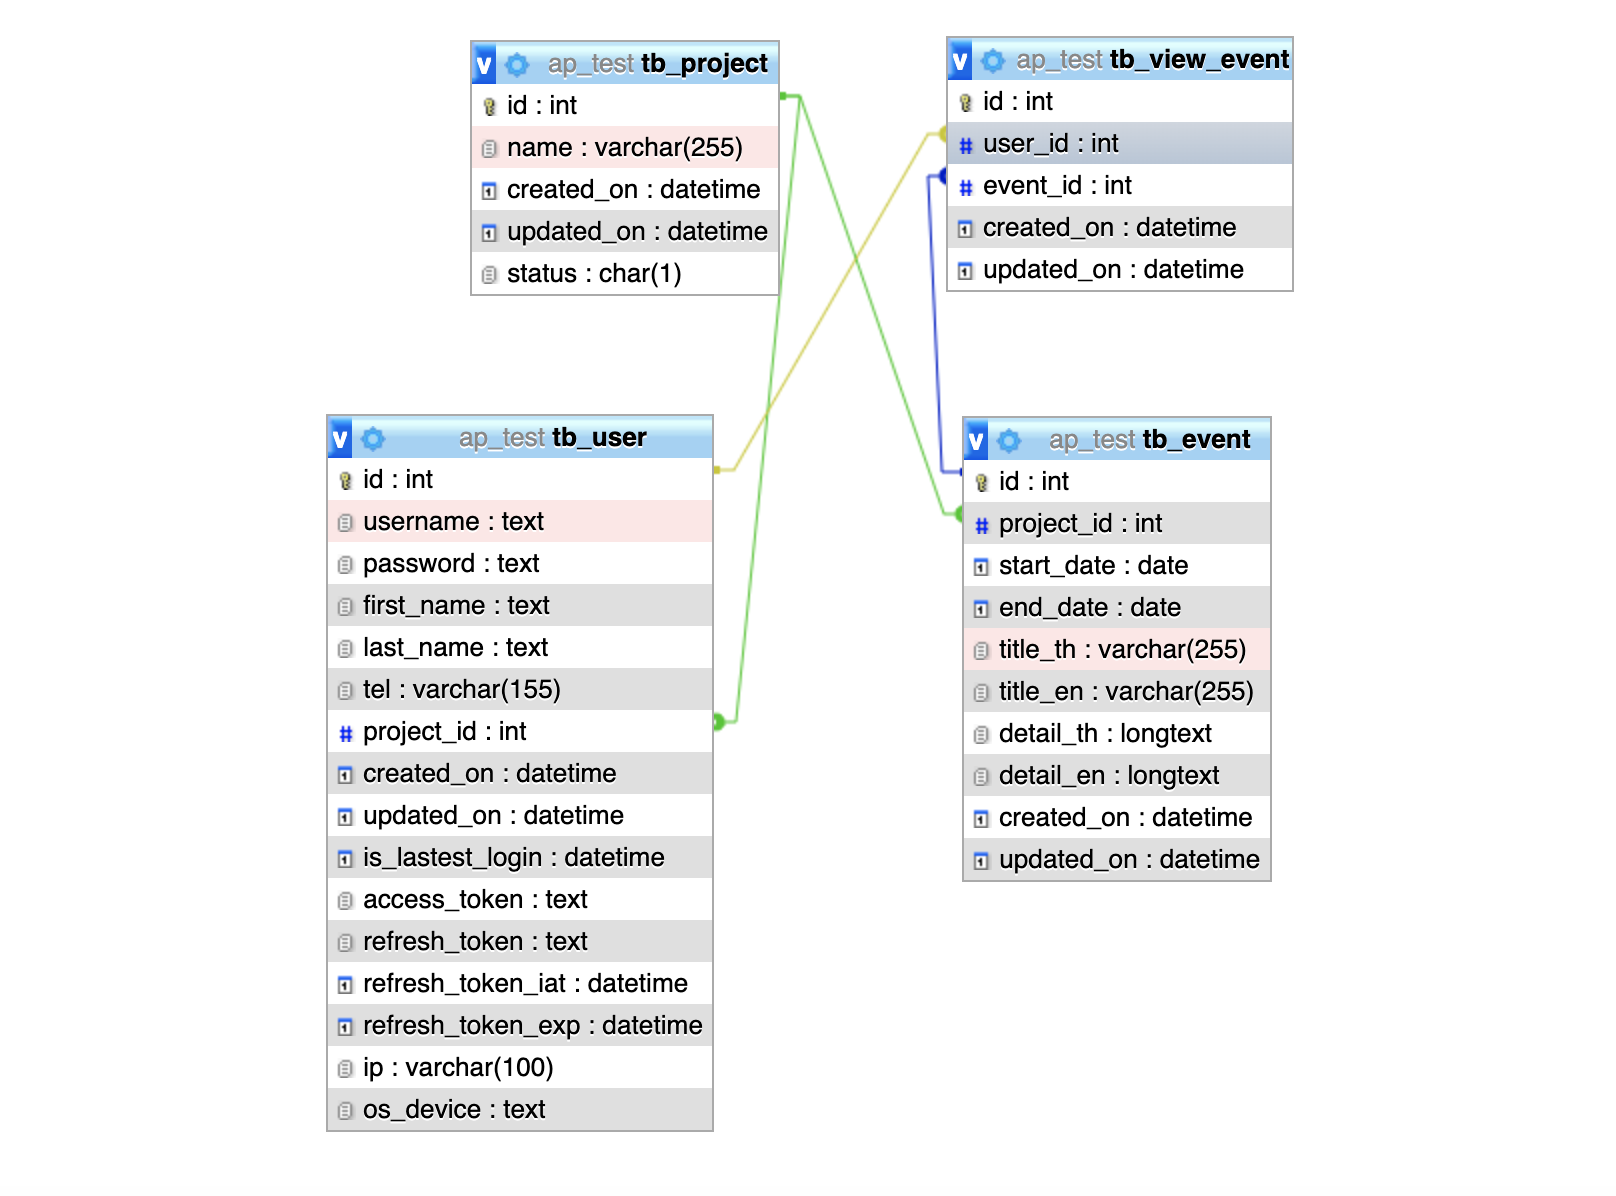 v ap_test tb_project
id : int
name : varchar(255)
created_on : datetime
updated_on : datetime
status : char(1)
v ap_test tb_view_event
id : int
# user_id : int
# event_id : int
created_on : datetime
updated_on : datetime
v ap_test tb_user
id : int
username : text
password : text
first_name : text
last_name : text
tel : varchar(155)
# project_id : int
created_on : datetime
updated_on : datetime
is_lastest_login : datetime
access_token : text
refresh_token : text
refresh_token_iat : datetime
refresh_token_exp : datetime
ip : varchar(100)
os_device : text
v ap_test tb_event
id : int
# project_id : int
start_date : date
end_date : date
title_th : varchar(255)
title_en : varchar(255)
detail_th : longtext
detail_en : longtext
created_on : datetime
updated_on : datetime